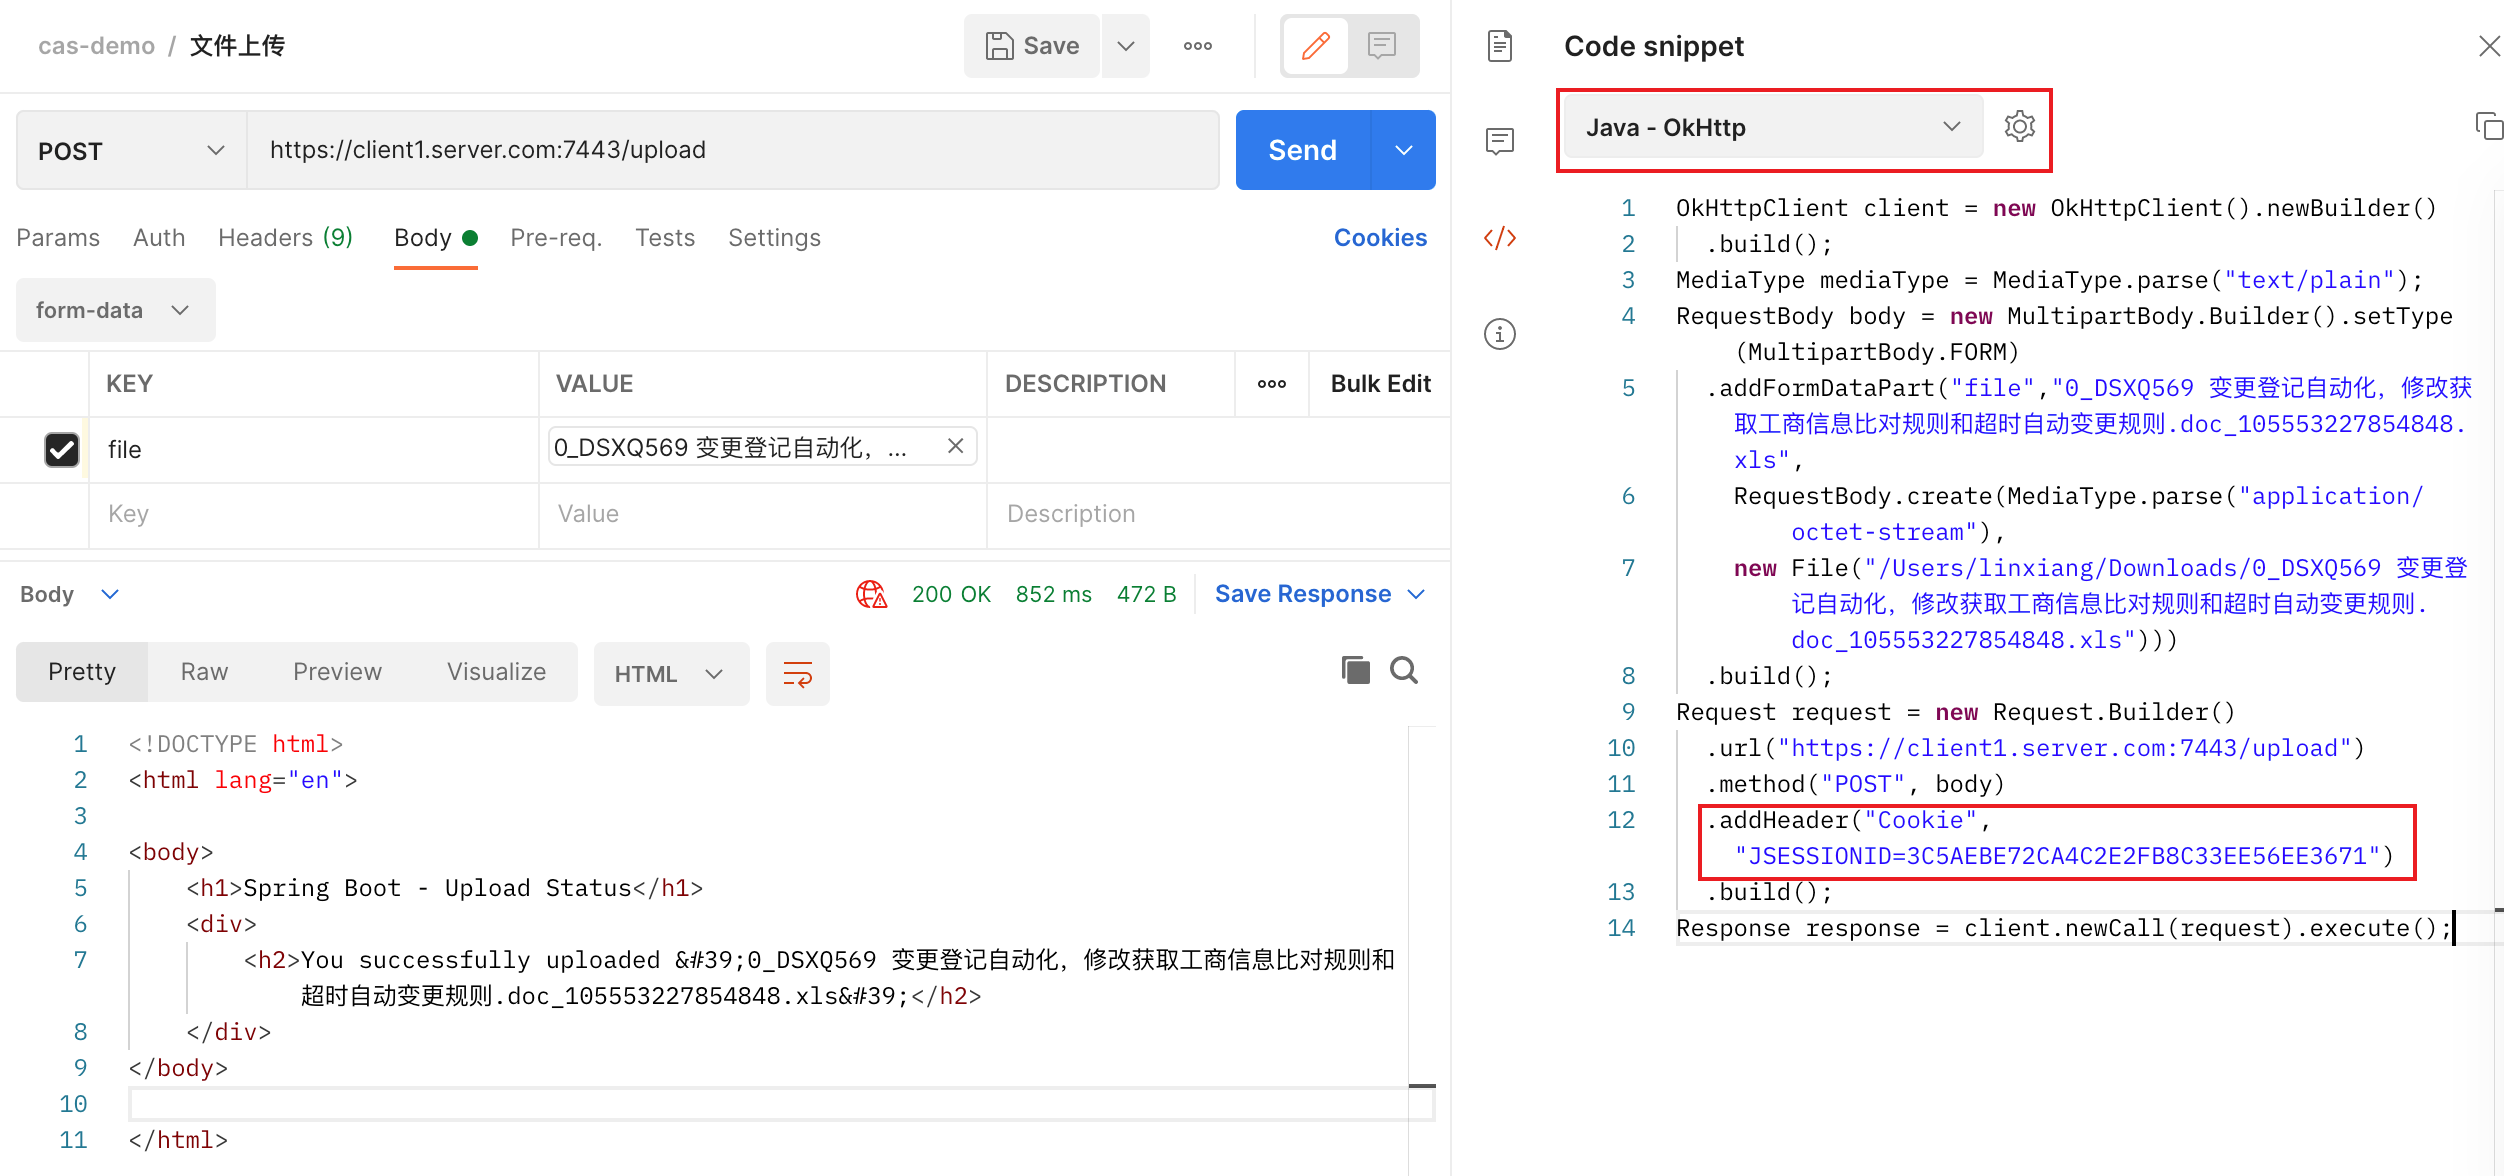 cas-demo / 文件上传
Save
POST
https://client1.server.com:7443/upload
Send
Params Auth Headers (9) Body Pre-req. Tests Settings Cookies
form-data
KEY VALUE DESCRIPTION Bulk Edit
file 0_DSXQ569 变更登记自动化，...
Key Value Description
Body 200 OK 852 ms 472 B Save Response
Pretty Raw Preview Visualize HTML
1 <!DOCTYPE html>
2 <html lang="en">
3
4 <body>
5 <h1>Spring Boot - Upload Status</h1>
6 <div>
7 <h2>You successfully uploaded &#39;0_DSXQ569 变更登记自动化，修改获取工商信息比对规则和
超时自动变更规则.doc_105553227854848.xls&#39;</h2>
8 </div>
9 </body>
10
11 </html>
Code snippet
Java - OkHttp
1 OkHttpClient client = new OkHttpClient().newBuilder()
2 .build();
3 MediaType mediaType = MediaType.parse("text/plain");
4 RequestBody body = new MultipartBody.Builder().setType
(MultipartBody.FORM)
5 .addFormDataPart("file","0_DSXQ569 变更登记自动化，修改获
取工商信息比对规则和超时自动变更规则.doc_105553227854848.
xls",
6 RequestBody.create(MediaType.parse("application/
octet-stream"),
7 new File("/Users/linxiang/Downloads/0_DSXQ569 变更登
记自动化，修改获取工商信息比对规则和超时自动变更规则.
doc_105553227854848.xls")))
8 .build();
9 Request request = new Request.Builder()
10 .url("https://client1.server.com:7443/upload")
11 .method("POST", body)
12 .addHeader("Cookie",
"JSESSIONID=3C5AEBE72CA4C2E2FB8C33EE56EE3671")
13 .build();
14 Response response = client.newCall(request).execute();